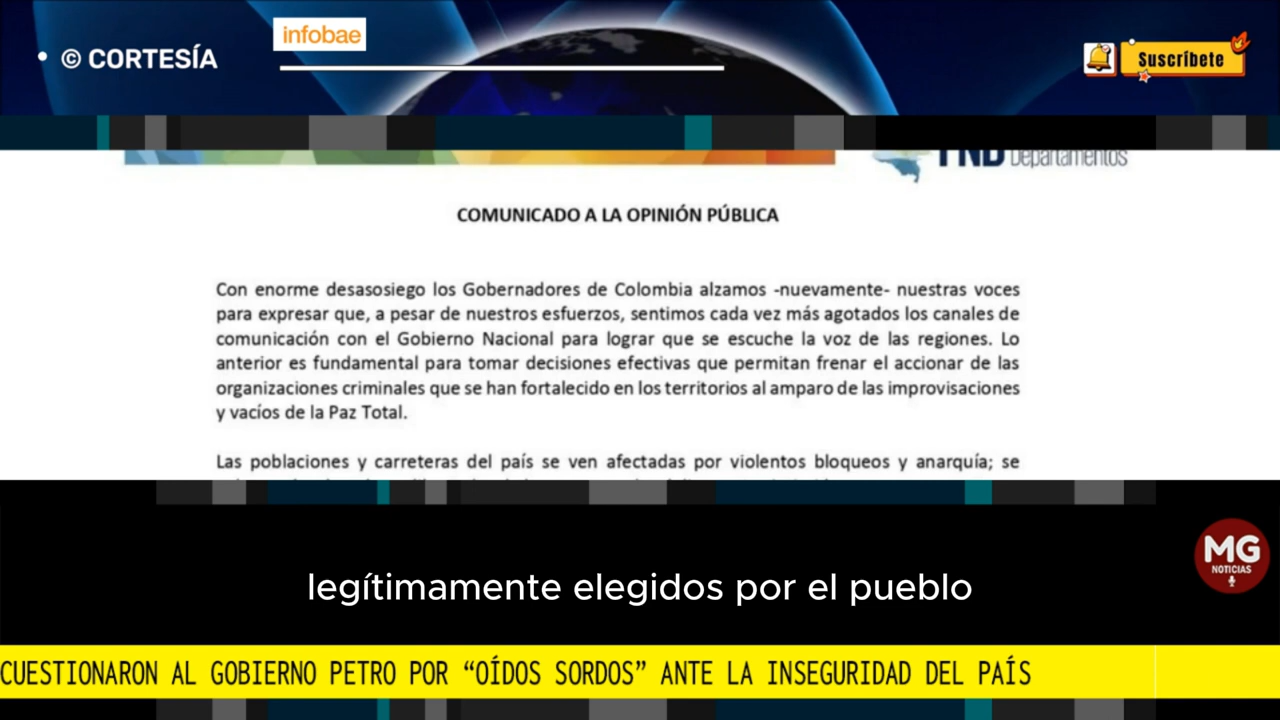 © CORTESÍA
infobae
Suscríbete
FND Departamentos
COMUNICADO A LA OPINIÓN PÚBLICA
Con enorme desasosiego los Gobernadores de Colombia alzamos -nuevamente- nuestras voces
para expresar que, a pesar de nuestros esfuerzos, sentimos cada vez más agotados los canales de
comunicación con el Gobierno Nacional para lograr que se escuche la voz de las regiones. Lo
anterior es fundamental para tomar decisiones efectivas que permitan frenar el accionar de las
organizaciones criminales que se han fortalecido en los territorios al amparo de las improvisaciones
y vacíos de la Paz Total.
Las poblaciones y carreteras del país se ven afectadas por violentos bloqueos y anarquía; se
legítimamente elegidos por el pueblo
MG
NOTICIAS
CUESTIONARON AL GOBIERNO PETRO POR “OÍDOS SORDOS” ANTE LA INSEGURIDAD DEL PAÍS